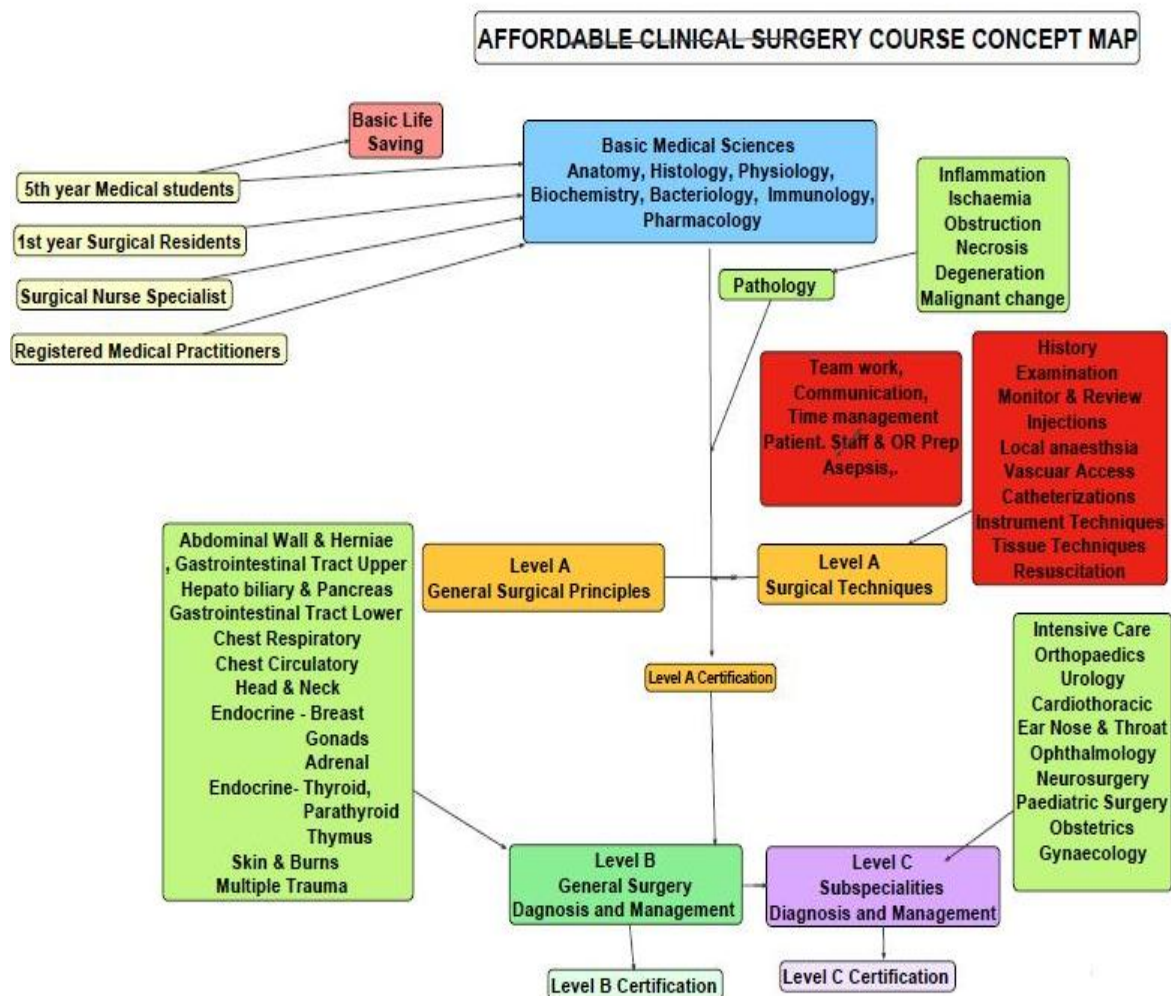 AFFORDABLE CLINICAL SURGERY COURSE CONCEPT MAP
Basic Life
Saving
5th year Medical students
1st year Surgical Residents
Surgical Nurse Specialist
Registered Medical Practitioners
Basic Medical Sciences
Anatomy, Histology, Physiology,
Biochemistry, Bacteriology, Immunology,
Pharmacology
Pathology
Inflammation
Ischaemia
Obstruction
Necrosis
Degeneration
Malignant change
Team work,
Communication,
Time management
Patient. Staff & OR Prep
Asepsis,.
History
Examination
Monitor & Review
Injections
Local anaesthsia
Vascuar Access
Catheterizations
Instrument Techniques
Tissue Techniques
Resuscitation
Level A
General Surgical Principles
Level A
Surgical Techniques
Level A Certification
Abdominal Wall & Herniae
, Gastrointestinal Tract Upper
Hepato biliary & Pancreas
Gastrointestinal Tract Lower
Chest Respiratory
Chest Circulatory
Head & Neck
Endocrine - Breast
Gonads
Adrenal
Endocrine- Thyroid,
Parathyroid
Thymus
Skin & Burns
Multiple Trauma
Intensive Care
Orthopaedics
Urology
Cardiothoracic
Ear Nose & Throat
Ophthalmology
Neurosurgery
Paediatric Surgery
Obstetrics
Gynaecology
Level B
General Surgery
Dagnosis and Management
Level C
Subspecialities
Diagnosis and Management
Level B Certification
Level C Certification